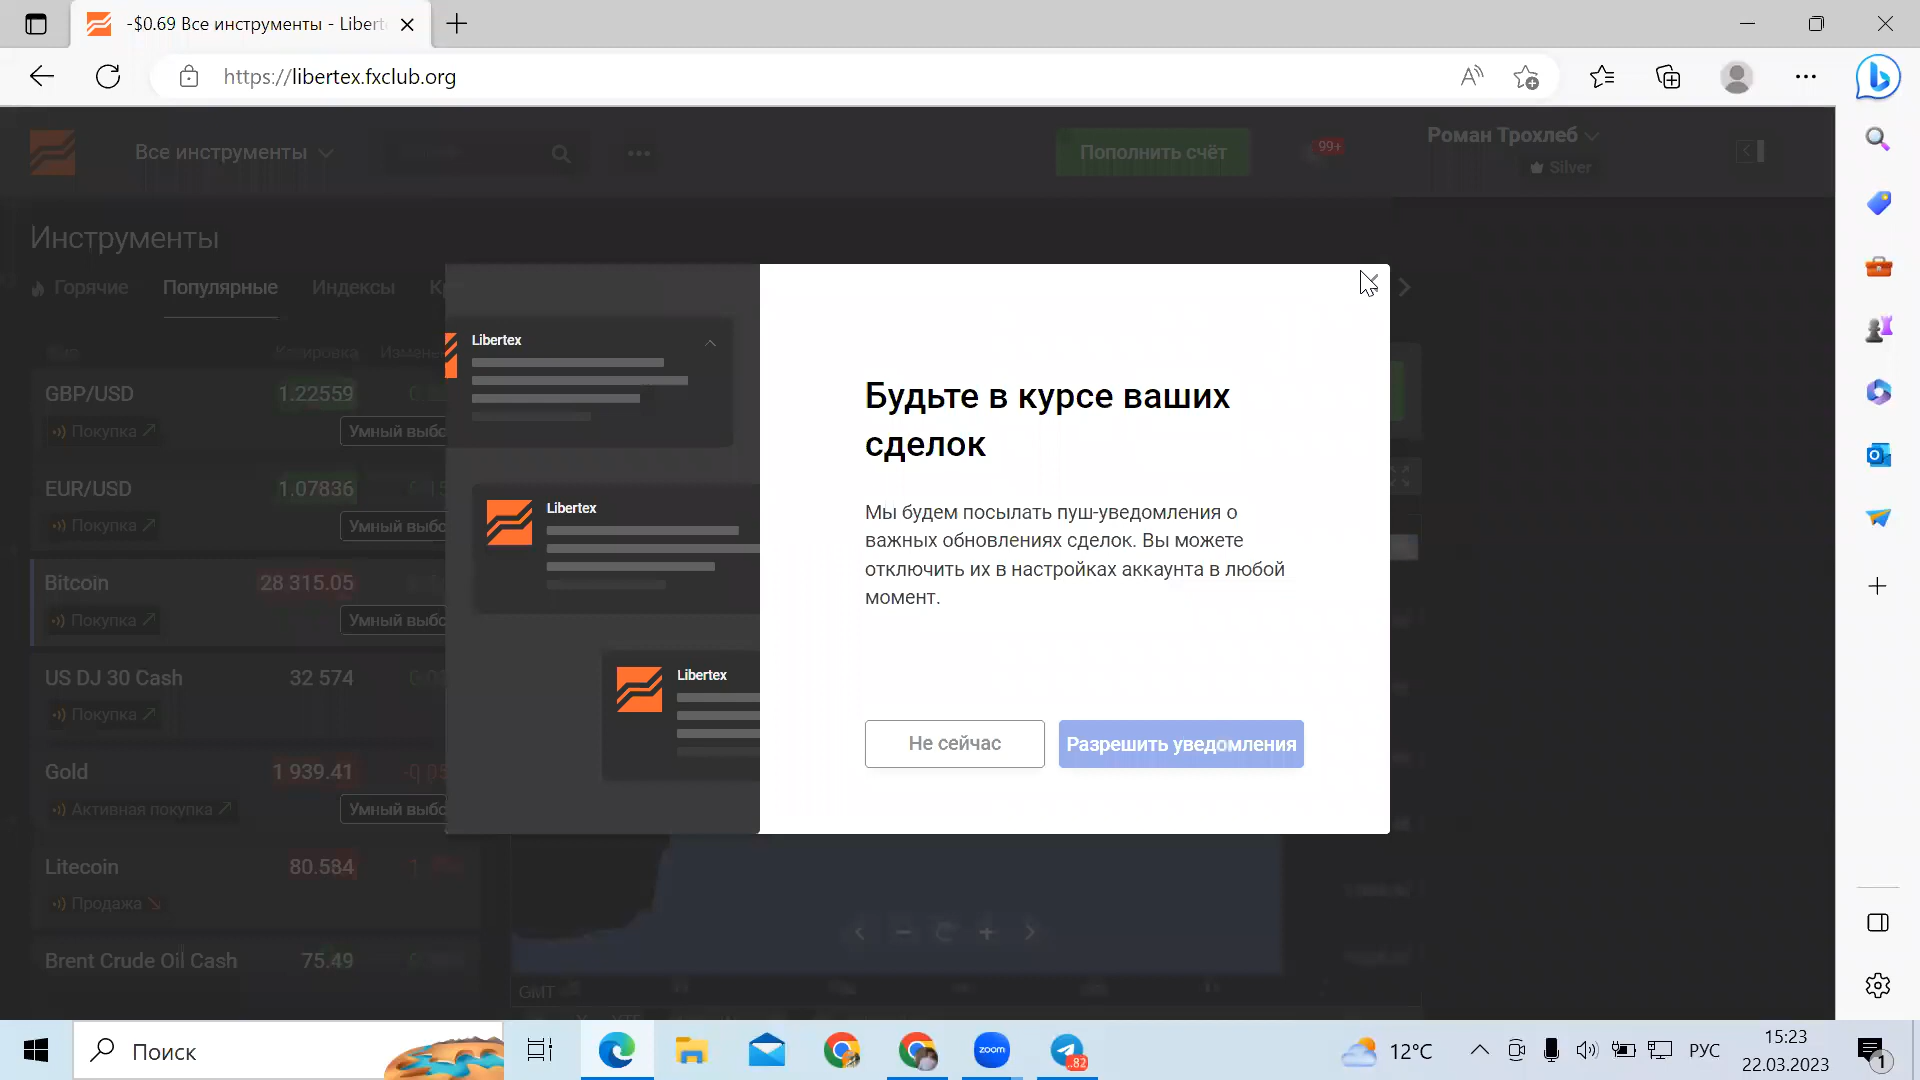 -$0.69 Все инструменты - Libert
https://libertex.fxclub.org
Все инструменты
Пополнить счёт
99+
Роман Трохлеб
Silver
Инструменты
Горячие Популярные Индексы
Котировка
GBP/USD 1.22559
Покупка
Умный выбо
EUR/USD 1.07836
Покупка
Умный выбо
Bitcoin 28 315.05
Покупка
Умный выбо
US DJ 30 Cash 32 574
Покупка
Gold 1 939.41
Активная покупка
Умный выбо
Litecoin 80.584
Продажа
Brent Crude Oil Cash 75.49
Libertex
Libertex
Libertex
Будьте в курсе ваших
сделок
Мы будем посылать пуш-уведомления о
важных обновлениях сделок. Вы можете
отключить их в настройках аккаунта в любой
момент.
Не сейчас
Разрешить уведомления
GMT
Поиск
zoom
82
12°C
РУС
15:23
22.03.2023
1